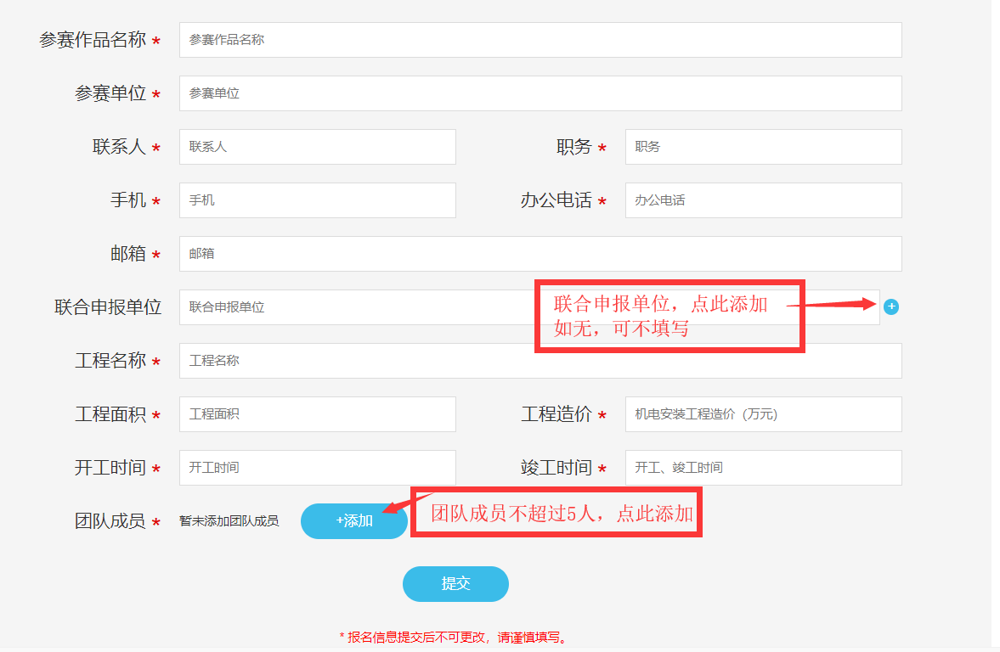 参赛作品名称 * 参赛作品名称
参赛单位 * 参赛单位
联系人 * 联系人 职务 * 职务
手机 * 手机 办公电话 * 办公电话
邮箱 * 邮箱
联合申报单位 联合申报单位 +
联合申报单位，点此添加
如无，可不填写
工程名称 * 工程名称
工程面积 * 工程面积 工程造价 * 机电安装工程造价（万元）
开工时间 * 开工时间 竣工时间 * 开工、竣工时间
团队成员 * 暂未添加团队成员 +添加 团队成员不超过5人，点此添加
提交
* 报名信息提交后不可更改，请谨慎填写。